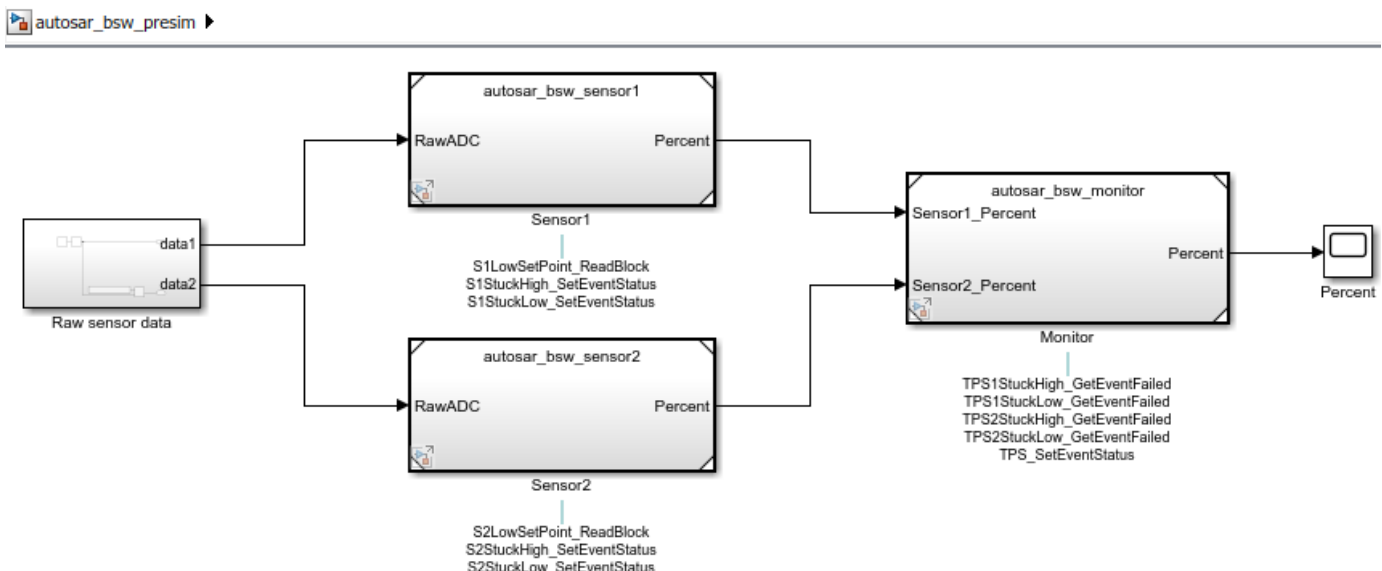 autosar_bsw_presim
autosar_bsw_sensor1
RawADC
Percent
Sensor1
S1LowSetPoint_ReadBlock
S1StuckHigh_SetEventStatus
S1StuckLow_SetEventStatus
data1
data2
Raw sensor data
autosar_bsw_sensor2
RawADC
Percent
Sensor2
S2LowSetPoint_ReadBlock
S2StuckHigh_SetEventStatus
S2StuckLow_SetEventStatus
autosar_bsw_monitor
Sensor1_Percent
Percent
Sensor2_Percent
Monitor
TPS1StuckHigh_GetEventFailed
TPS1StuckLow_GetEventFailed
TPS2StuckHigh_GetEventFailed
TPS2StuckLow_GetEventFailed
TPS_SetEventStatus
Percent